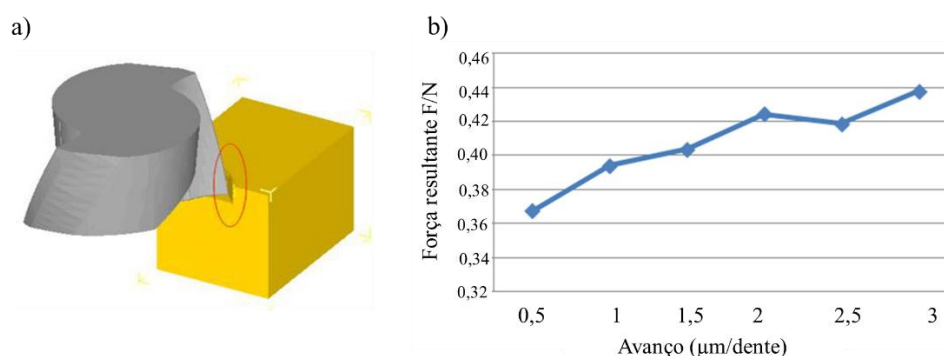 a)
b)
Força resultante F/N
0,46
0,44
0,42
0,40
0,38
0,36
0,34
0,32
0,5 1 1,5 2 2,5 3
Avanço (μm/dente)